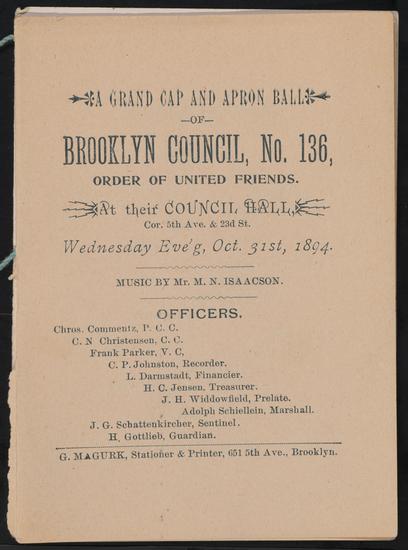 A GRAND CAP AND APRON BALL
—OF—
BROOKLYN COUNCIL, No. 136,
ORDER OF UNITED FRIENDS.
At their COUNCIL HALL,
Cor. 5th Ave. & 23d St.
Wednesday Eve'g, Oct. 31st, 1894.
MUSIC BY Mr. M. N. ISAACSON.
OFFICERS.
Chros. Commentz, P. C. C.
C. N Christensen, C. C.
Frank Parker, V. C,
C. P. Johnston, Recorder.
L. Darmstadt, Financier.
H. C. Jensen, Treasurer.
J. H. Widdowfield, Prelate.
Adolph Schiellein, Marshall.
J. G. Schattenkircher, Sentinel.
H. Gottlieb, Guardian.
G. MAGURK, Stationer & Printer, 651 5th Ave., Brooklyn.